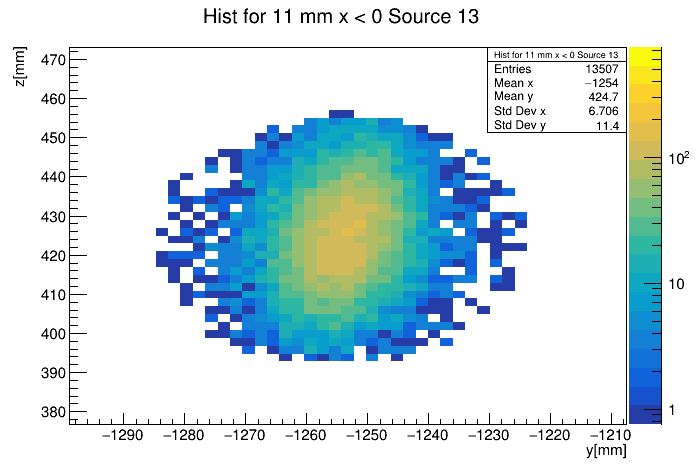 Hist for 11 mm x < 0 Source 13
z[mm]
470
460
450
440
430
420
410
400
390
380
−1290 −1280 −1270 −1260 −1250 −1240 −1230 −1220 −1210
y[mm]
Hist for 11 mm x < 0 Source 13
Entries 13507
Mean x −1254
Mean y 424.7
Std Dev x 6.706
Std Dev y 11.4
10²
10
1